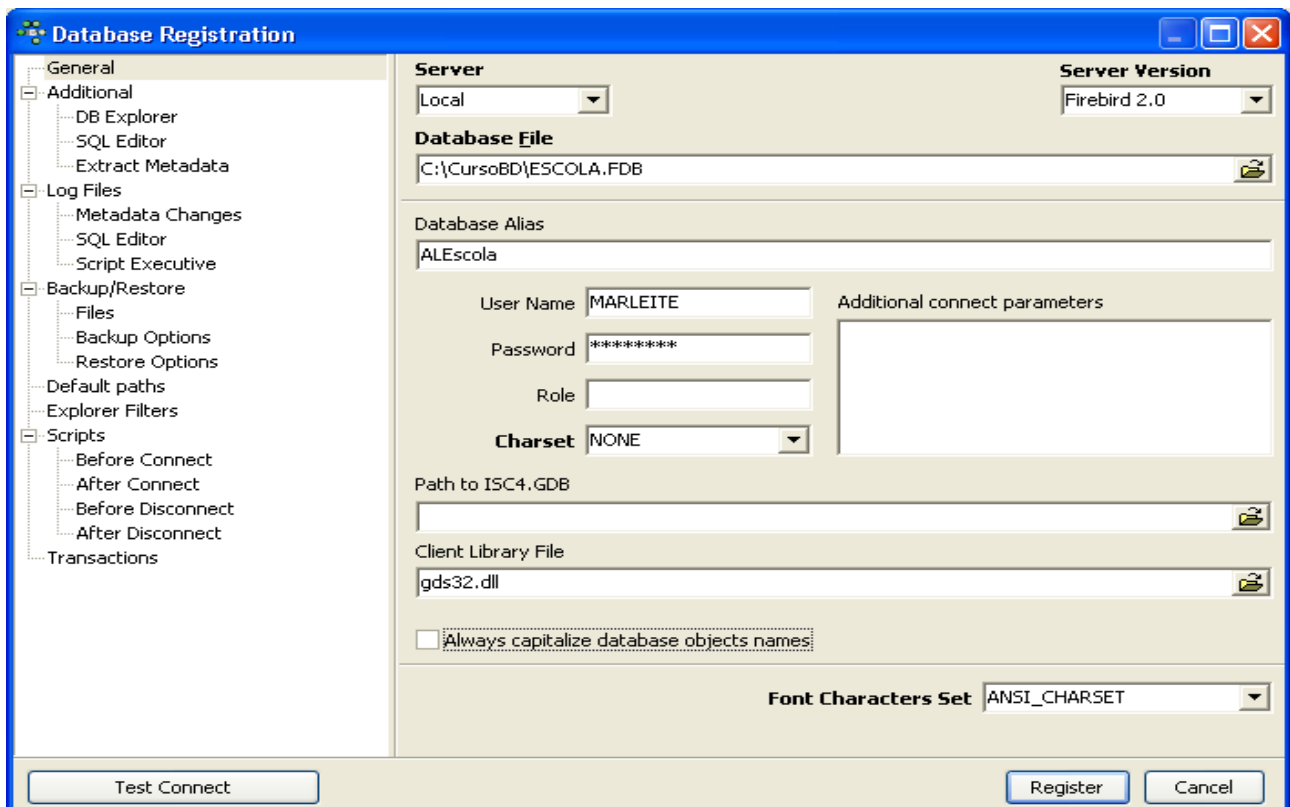 Database Registration
General
Additional
DB Explorer
SQL Editor
Extract Metadata
Log Files
Metadata Changes
SQL Editor
Script Executive
Backup/Restore
Files
Backup Options
Restore Options
Default paths
Explorer Filters
Scripts
Before Connect
After Connect
Before Disconnect
After Disconnect
Transactions
Server
Server Version
Local
Firebird 2.0
Database File
C:\CursoBD\ESCOLA.FDB
Database Alias
ALEscola
User Name MARLEITE
Additional connect parameters
Password ********
Role
Charset NONE
Path to ISC4.GDB
Client Library File
gds32.dll
Always capitalize database objects names
Font Characters Set ANSI_CHARSET
Test Connect
Register
Cancel